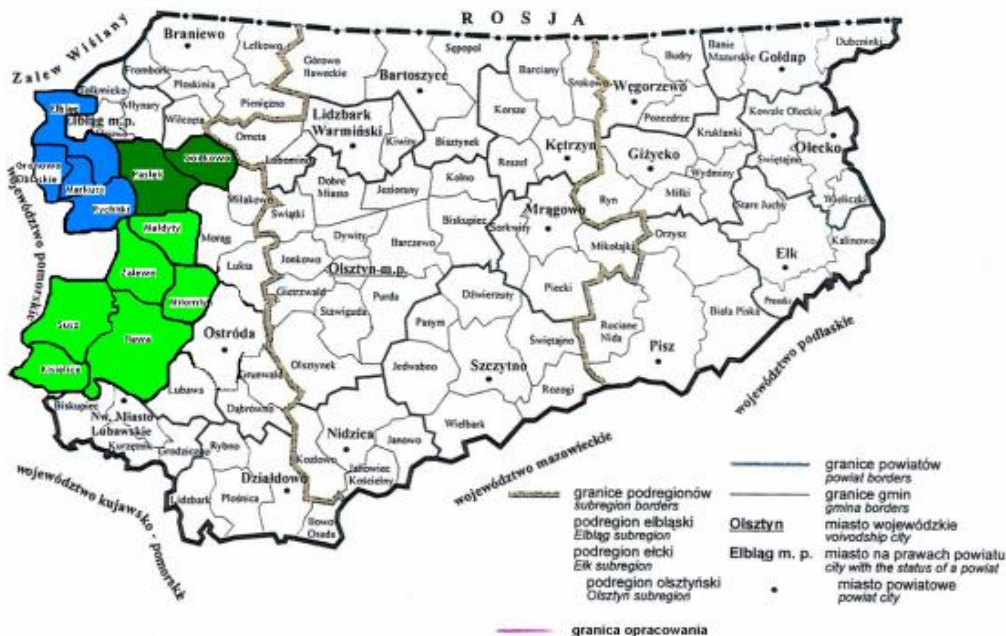 R O S J A
Zalew Wiślany
Braniewo
Lelkowo
Sępopol
Górowo
Iławeckie
Bartoszyce
Barciany
Srokowo
Budry
Banie
Mazurskie
Gołdap
Dubeninki
Frombork
Płoskinia
Młynary
Wilczęta
Pieniężno
Lidzbark
Warmiński
Korsze
Węgorzewo
Pozezdrze
Kowale Oleckie
Elbląg
Elbląg m.p.
Orneta
Kiwity
Bisztynek
Kętrzyn
Kruklanki
Olecko
Godkowo
Pasłęk
Lubomino
Reszel
Giżycko
Świętajno
Gronowo
Elbląskie
Markusy
Rychliki
Dobre
Miasto
Jeziorany
Kolno
Wydminy
Ryn
Miłki
Stare Juchy
Wieliczki
Miłakowo
Świątki
Mrągowo
Małdyty
Morąg
Dywity
Biskupiec
Sorkwity
Mikołajki
Orzysz
Kalinowo
Zalewo
Łukta
Jonkowo
Barczewo
Ełk
Olsztyn-m.p.
Gietrzwałd
Piecki
Prostki
Miłomłyn
Purda
Dźwierzuty
Biała Piska
Susz
Iława
Stawiguda
Pasym
Ruciane
Nida
Pisz
Ostróda
Świętajno
Kisielice
Olsztynek
Jedwabno
Szczytno
Grunwald
Rozogi
Lubawa
Biskupiec
Dąbrówno
Nw. Miasto
Lubawskie
Wielbark
Kurzętnik
Grodziczno
Rybno
Nidzica
Janowo
Kozłowo
Janowiec
Kościelny
Działdowo
Lidzbark
Płośnica
Iłowo
Osada
województwo pomorskie
województwo kujawsko - pomorskie
województwo mazowieckie
województwo podlaskie
granice podregionów
subregion borders
podregion elbląski
Elbląg subregion
podregion ełcki
Ełk subregion
podregion olsztyński
Olsztyn subregion
granice powiatów
powiat borders
granice gmin
gmina borders
Olsztyn miasto wojewódzkie
voivodship city
Elbląg m. p. miasto na prawach powiatu
city with the status of a powiat
miasto powiatowe
powiat city
granica opracowania